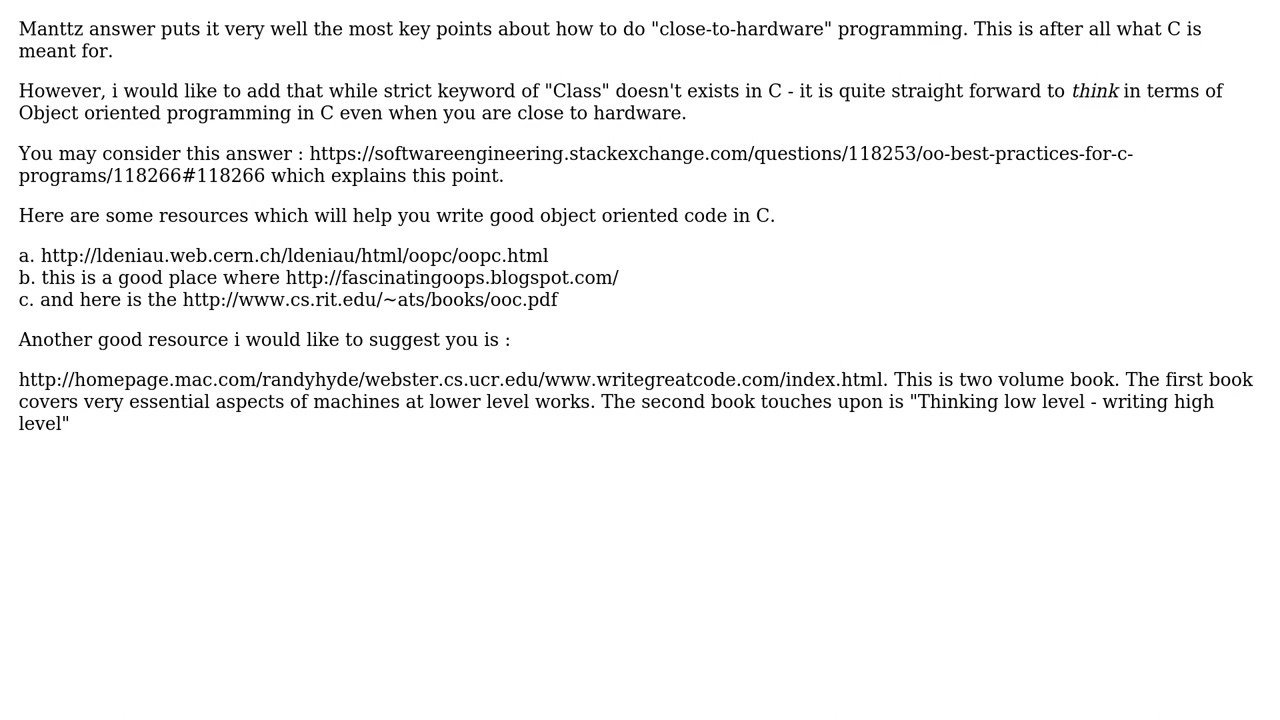 Manttz answer puts it very well the most key points about how to do "close-to-hardware" programming. This is after all what C is
meant for.
However, i would like to add that while strict keyword of "Class" doesn't exists in C - it is quite straight forward to think in terms of
Object oriented programming in C even when you are close to hardware.
You may consider this answer : https://softwareengineering.stackexchange.com/questions/118253/oo-best-practices-for-c-
programs/118266#118266 which explains this point.
Here are some resources which will help you write good object oriented code in C.
a. http://ldeniau.web.cern.ch/ldeniau/html/oopc/oopc.html
b. this is a good place where http://fascinatingoops.blogspot.com/
c. and here is the http://www.cs.rit.edu/~ats/books/ooc.pdf
Another good resource i would like to suggest you is :
http://homepage.mac.com/randyhyde/webster.cs.ucr.edu/www.writegreatcode.com/index.html. This is two volume book. The first book
covers very essential aspects of machines at lower level works. The second book touches upon is "Thinking low level - writing high
level"